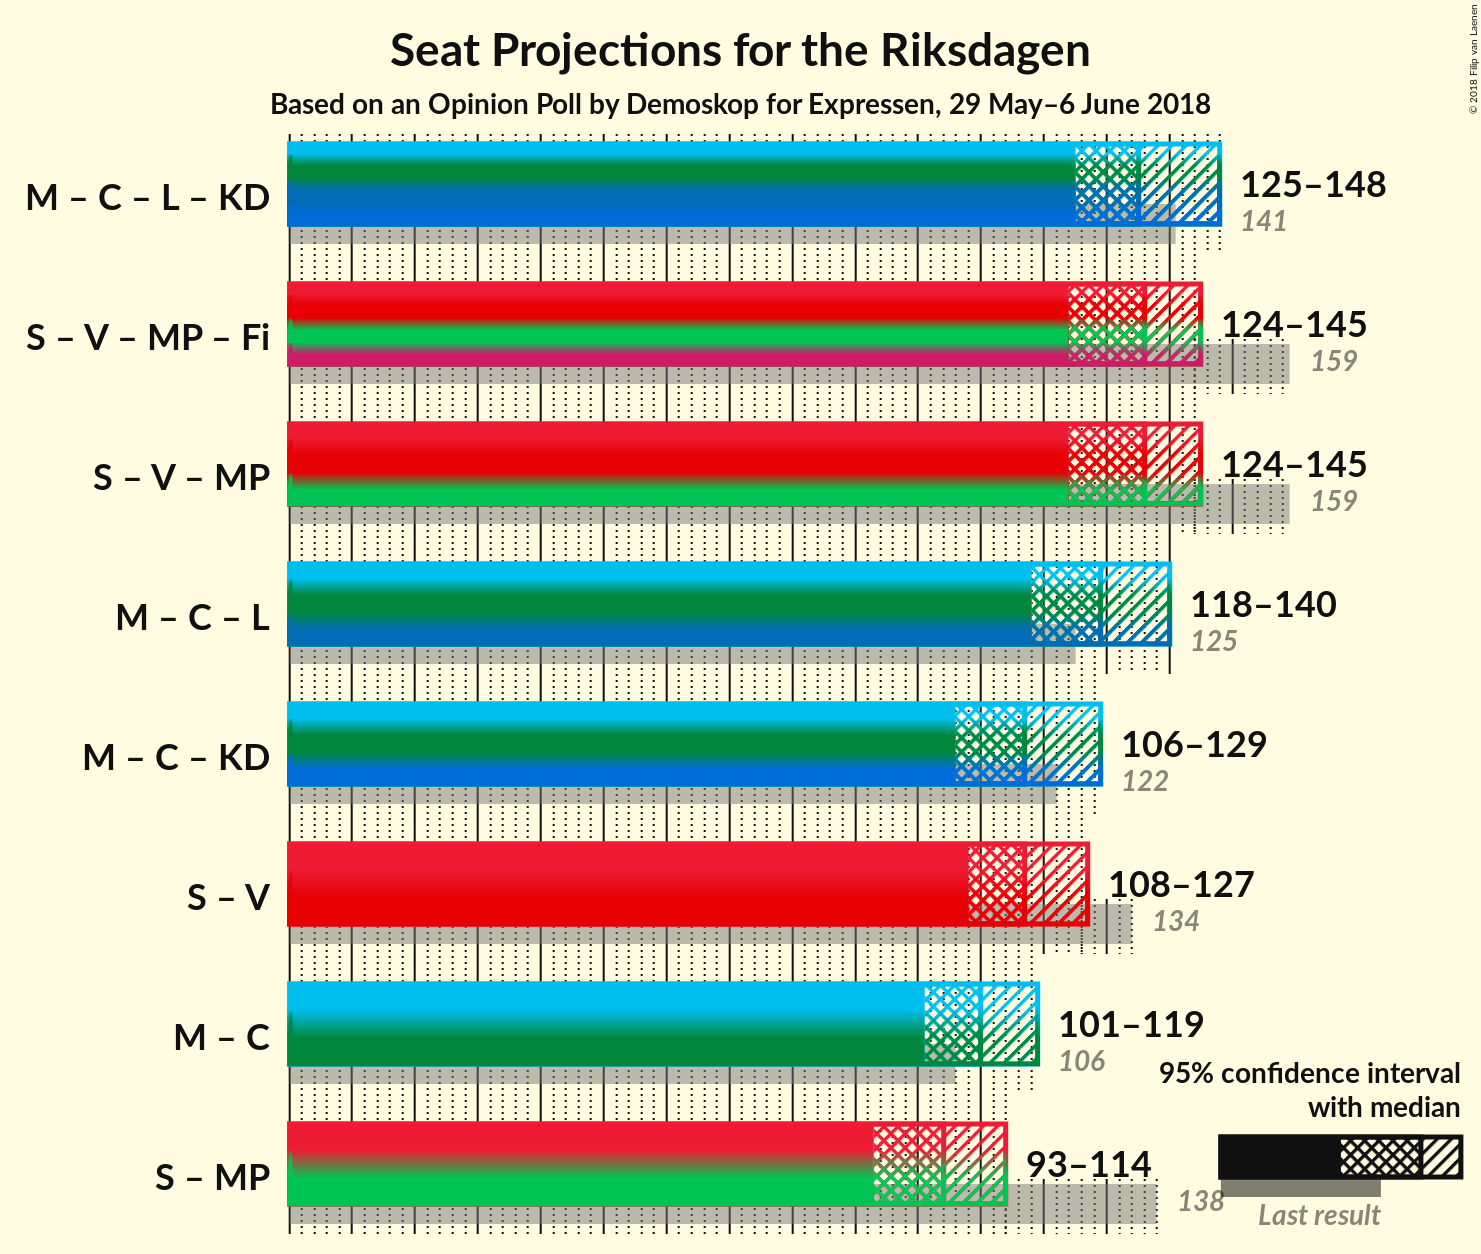 Seat Projections for the Riksdagen
Based on an Opinion Poll by Demoskop for Expressen, 29 May–6 June 2018
© 2018 Filip van Laenen
M – C – L – KD
125–148
141
S – V – MP – Fi
124–145
159
S – V – MP
124–145
159
M – C – L
118–140
125
M – C – KD
106–129
122
S – V
108–127
134
M – C
101–119
106
S – MP
93–114
138
95% confidence interval
with median
Last result